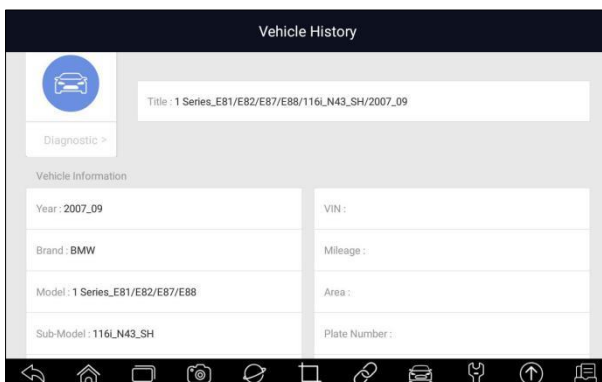 Vehicle History
Title : 1 Series_E81/E82/E87/E88/116i_N43_SH/2007_09
Diagnostic >
Vehicle Information
Year : 2007_09
VIN :
Brand : BMW
Mileage :
Model : 1 Series_E81/E82/E87/E88
Area :
Sub-Model : 116i_N43_SH
Plate Number :